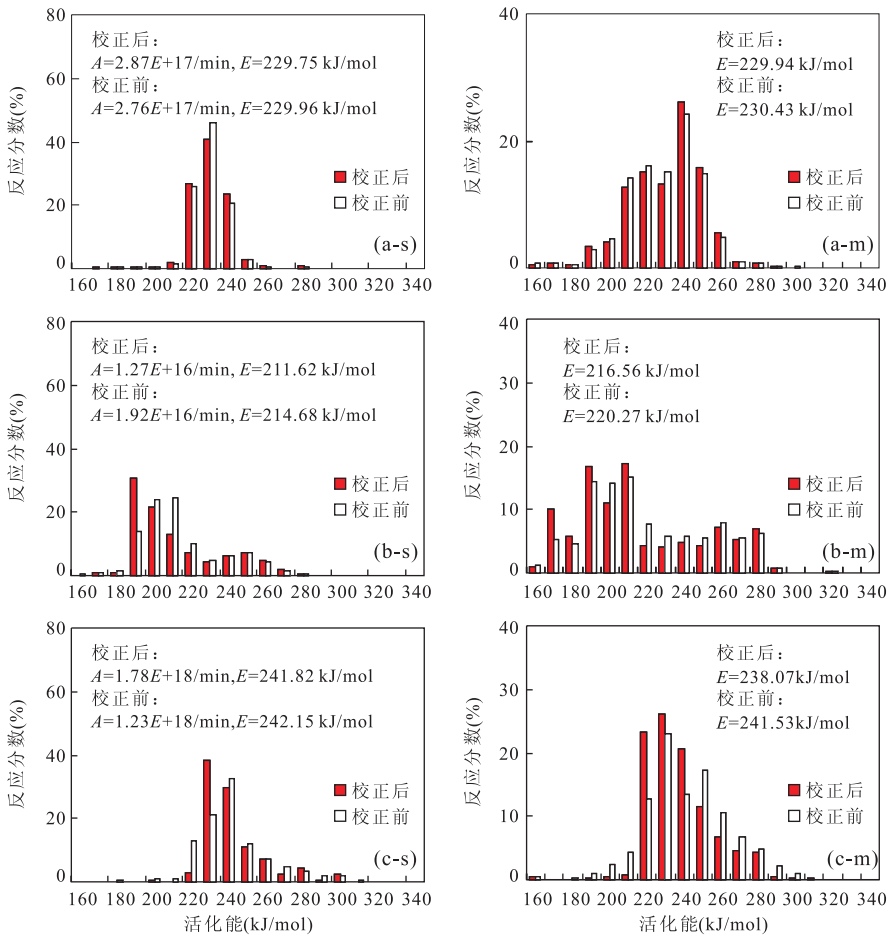 80
60
40
20
0
反应分数(%)
校正后：
A=2.87E+17/min, E=229.75 kJ/mol
校正前：
A=2.76E+17/min, E=229.96 kJ/mol
校正后
校正前
(a-s)
160 180 200 220 240 260 280 300 320 340
40
20
0
反应分数(%)
校正后：
E=229.94 kJ/mol
校正前：
E=230.43 kJ/mol
校正后
校正前
(a-m)
160 180 200 220 240 260 280 300 320 340
80
60
40
20
0
反应分数(%)
校正后：
A=1.27E+16/min, E=211.62 kJ/mol
校正前：
A=1.92E+16/min, E=214.68 kJ/mol
校正后
校正前
(b-s)
160 180 200 220 240 260 280 300 320 340
40
30
20
10
0
反应分数(%)
校正后：
E=216.56 kJ/mol
校正前：
E=220.27 kJ/mol
校正后
校正前
(b-m)
160 180 200 220 240 260 280 300 320 340
80
60
40
20
0
反应分数(%)
校正后：
A=1.78E+18/min,E=241.82 kJ/mol
校正前：
A=1.23E+18/min,E=242.15 kJ/mol
校正后
校正前
(c-s)
160 180 200 220 240 260 280 300 320 340
活化能(kJ/mol)
40
30
20
10
0
反应分数(%)
校正后：
E=238.07kJ/mol
校正前：
E=241.53kJ/mol
校正后
校正前
(c-m)
160 180 200 220 240 260 280 300 320 340
活化能(kJ/mol)